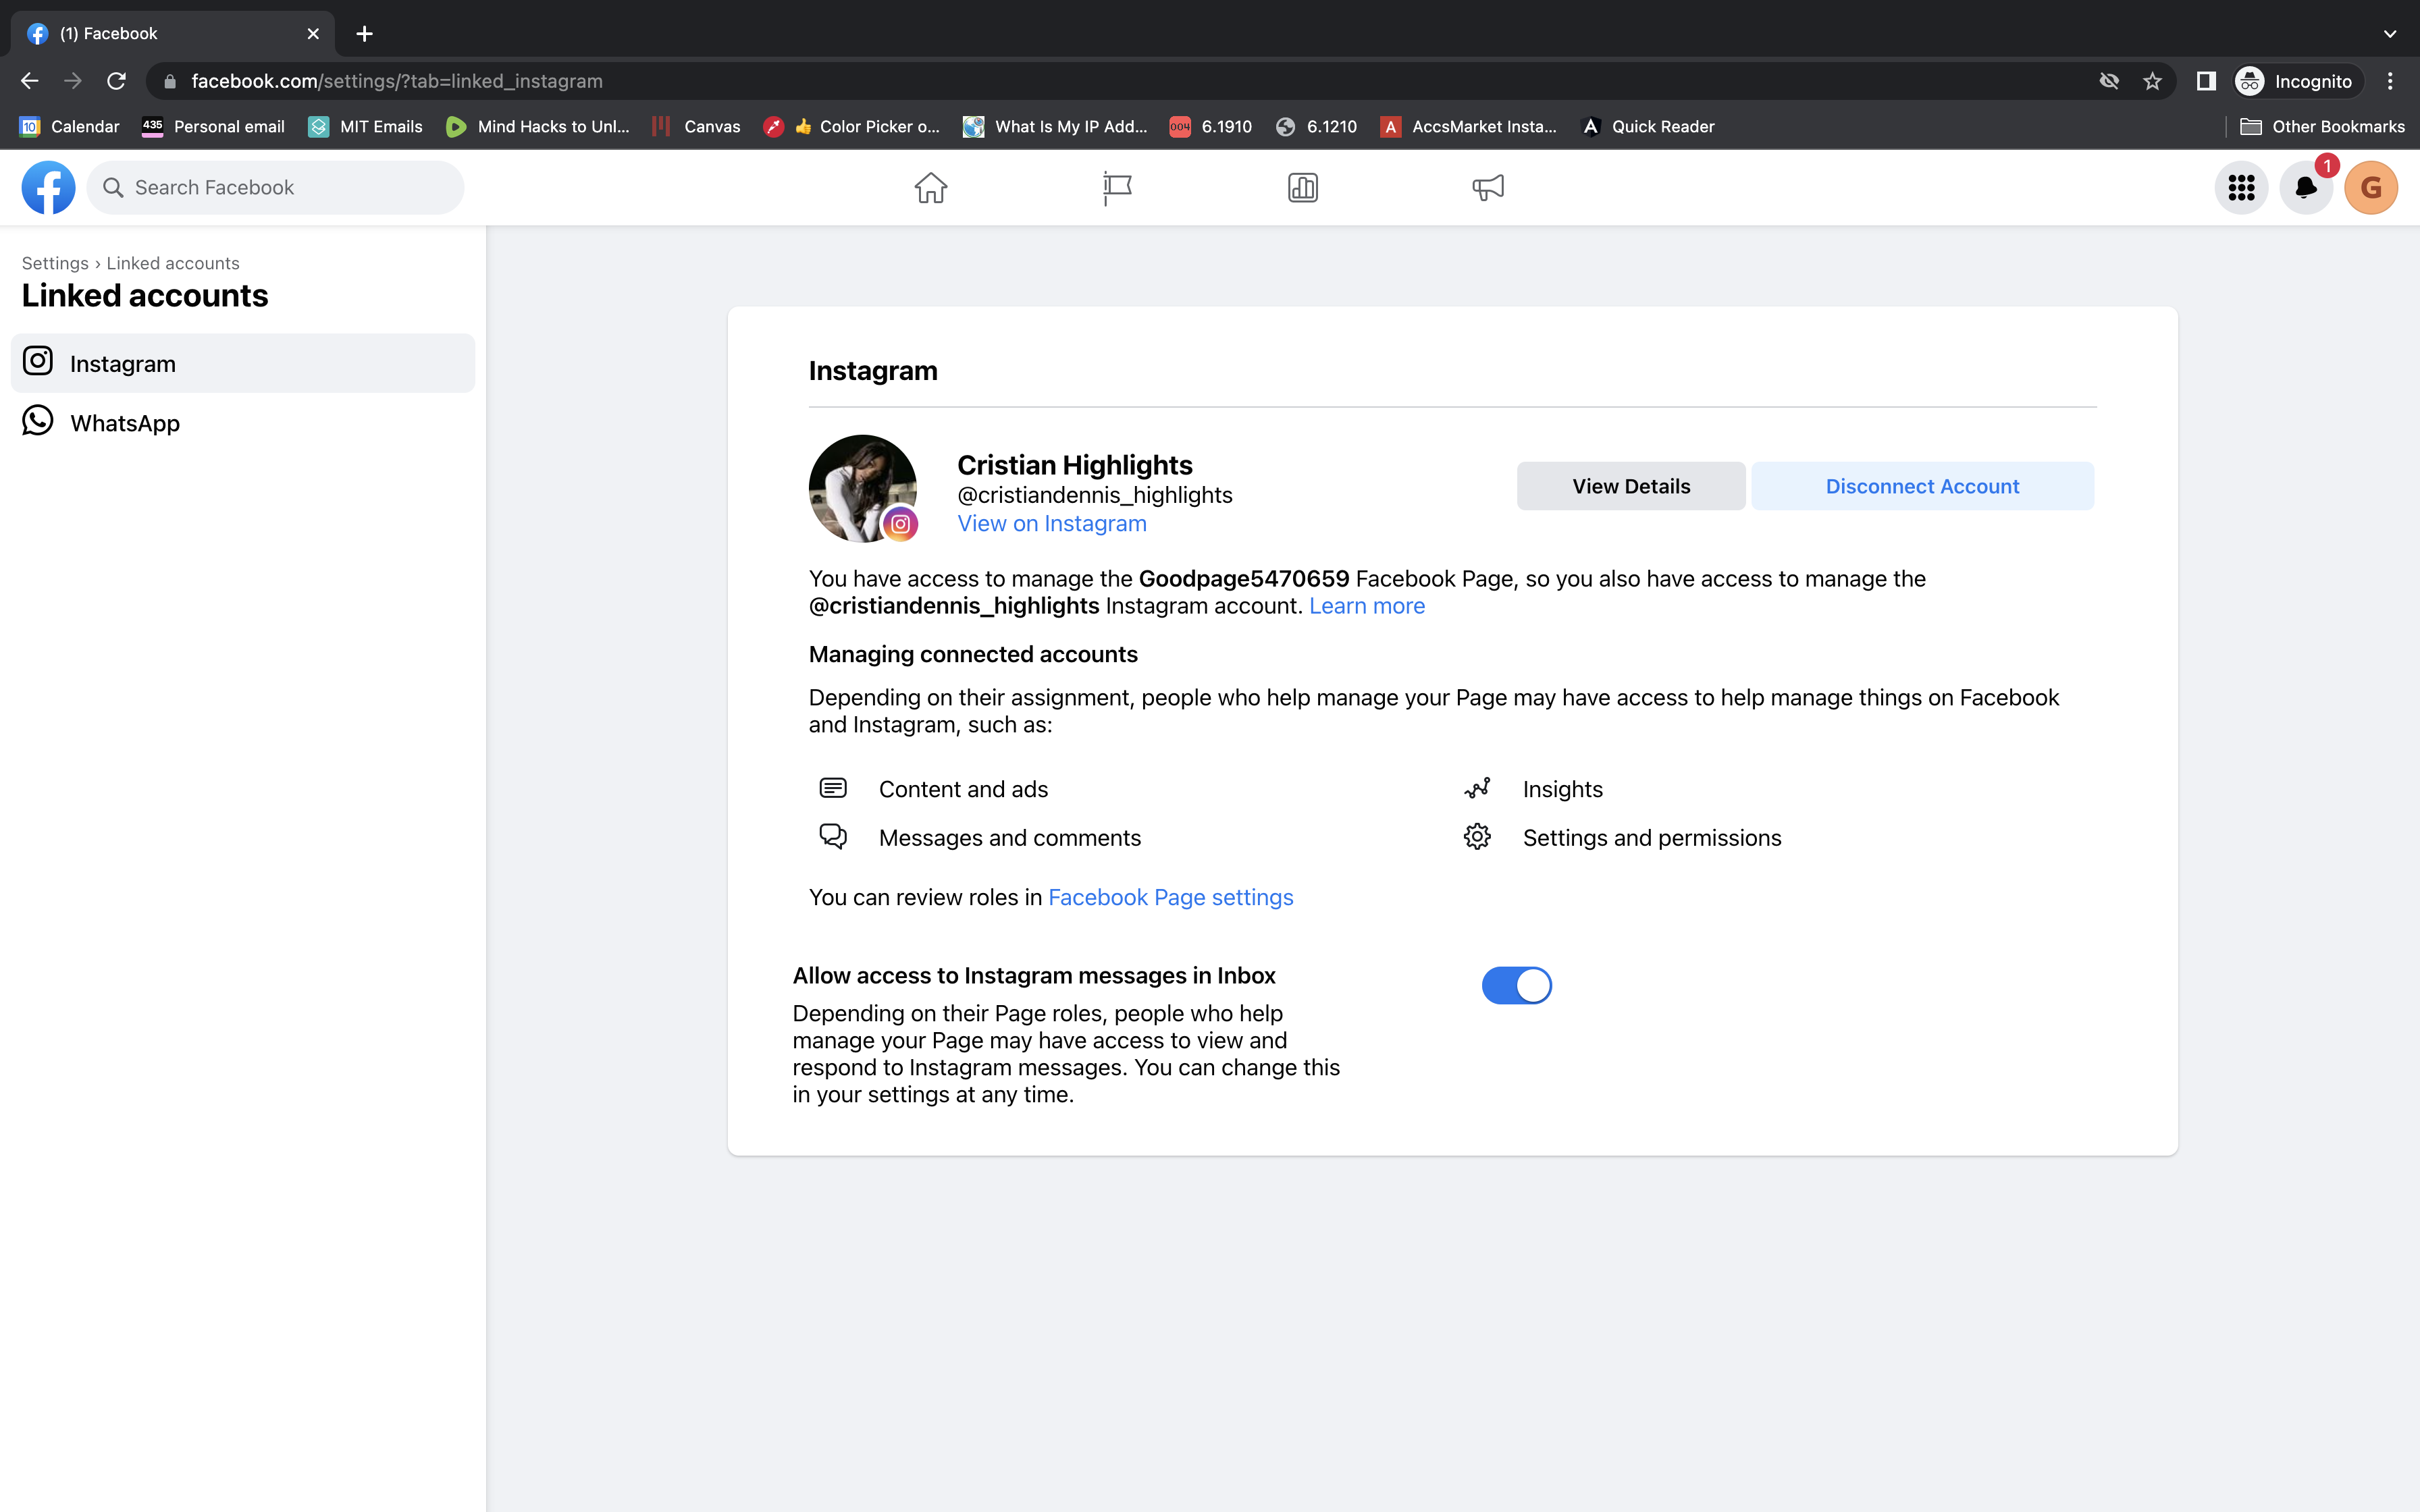 (1) Facebook
facebook.com/settings/?tab=linked_instagram
Incognito
10 Calendar
435 Personal email
MIT Emails
Mind Hacks to Unl...
Canvas
👍 Color Picker o...
What Is My IP Add...
004 6.1910
6.1210
A AccsMarket Insta...
Quick Reader
Other Bookmarks
Search Facebook
1
G
Settings › Linked accounts
Linked accounts
Instagram
WhatsApp
Instagram
Cristian Highlights
@cristiandennis_highlights
View on Instagram
View Details
Disconnect Account
You have access to manage the Goodpage5470659 Facebook Page, so you also have access to manage the
@cristiandennis_highlights Instagram account. Learn more
Managing connected accounts
Depending on their assignment, people who help manage your Page may have access to help manage things on Facebook
and Instagram, such as:
Content and ads
Insights
Messages and comments
Settings and permissions
You can review roles in Facebook Page settings
Allow access to Instagram messages in Inbox
Depending on their Page roles, people who help
manage your Page may have access to view and
respond to Instagram messages. You can change this
in your settings at any time.